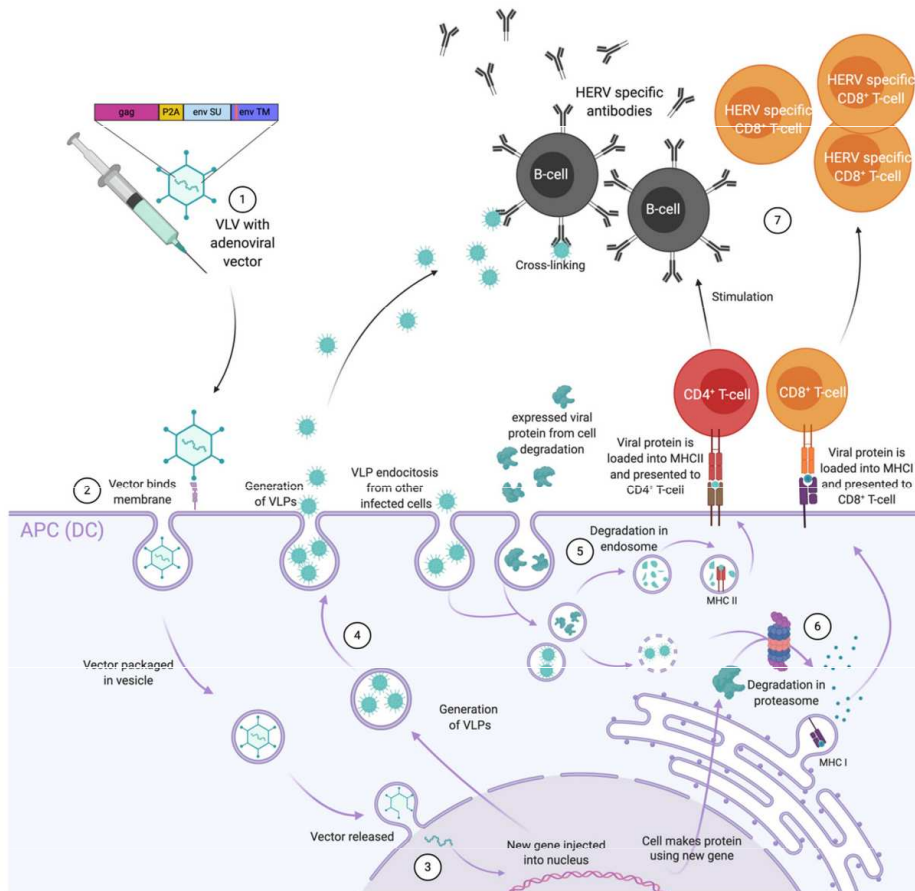 gag P2A env SU env TM
1
VLV with
adenoviral
vector
HERV specific
antibodies
B-cell
B-cell
Cross-linking
HERV specific
CD8⁺ T-cell
HERV specific
CD8⁺ T-cell
HERV specific
CD8⁺ T-cell
7
Stimulation
CD4⁺ T-cell
CD8⁺ T-cell
expressed viral
protein from cell
degradation
Viral protein is
loaded into MHCII
and presented to
CD4⁺ T-cell
Viral protein is
loaded into MHCI
and presented to
CD8⁺ T-cell
2
Vector binds
membrane
Generation
of VLPs
VLP endocitosis
from other
infected cells
APC (DC)
5
Degradation in
endosome
MHC II
4
6
Vector packaged
in vesicle
Generation
of VLPs
Degradation in
proteasome
MHC I
Vector released
3
New gene injected
into nucleus
Cell makes protein
using new gene